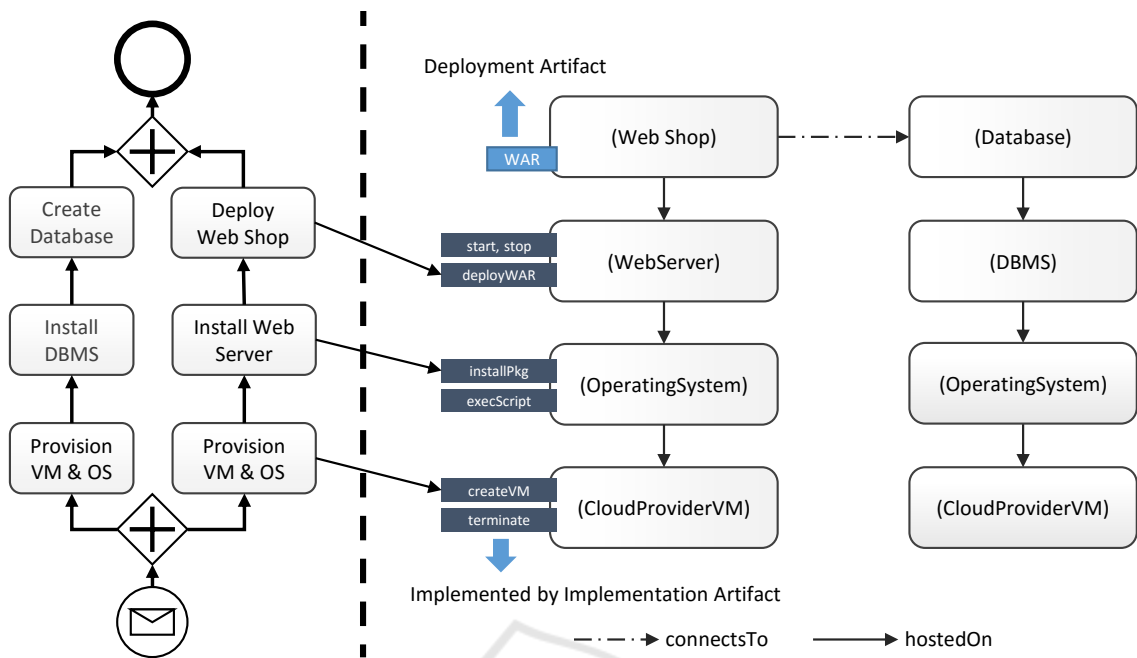 Create
Database
Deploy
Web Shop
Install
DBMS
Install Web
Server
Provision
VM & OS
Provision
VM & OS
Deployment Artifact
WAR
(Web Shop)
(Database)
start, stop
deployWAR
(WebServer)
(DBMS)
installPkg
execScript
(OperatingSystem)
(OperatingSystem)
createVM
terminate
(CloudProviderVM)
(CloudProviderVM)
Implemented by Implementation Artifact
connectsTo
hostedOn